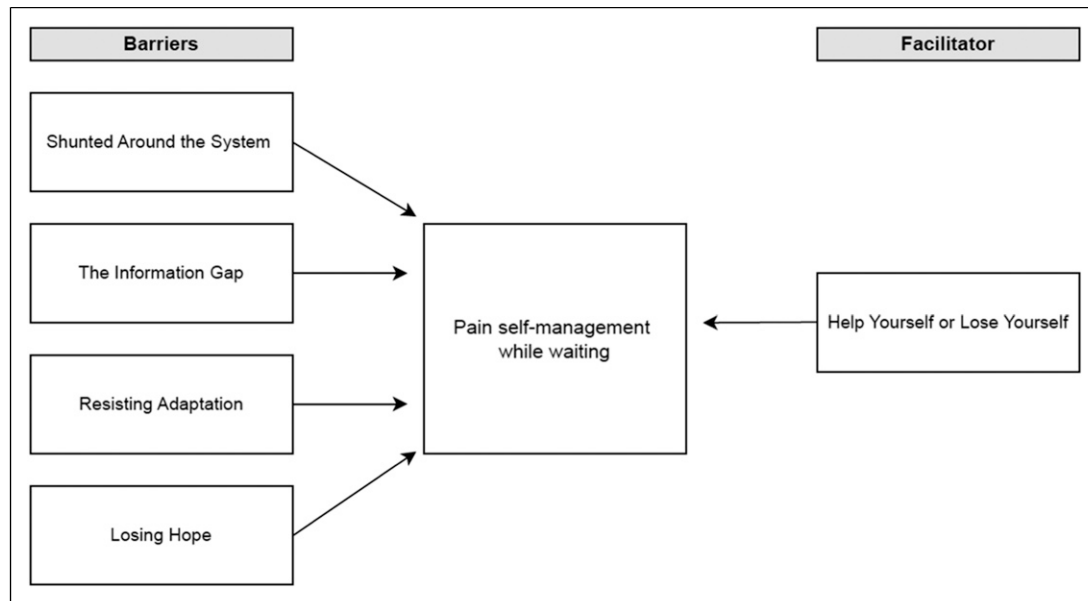 Barriers
Facilitator
Shunted Around the System
The Information Gap
Resisting Adaptation
Losing Hope
Pain self-management
while waiting
Help Yourself or Lose Yourself